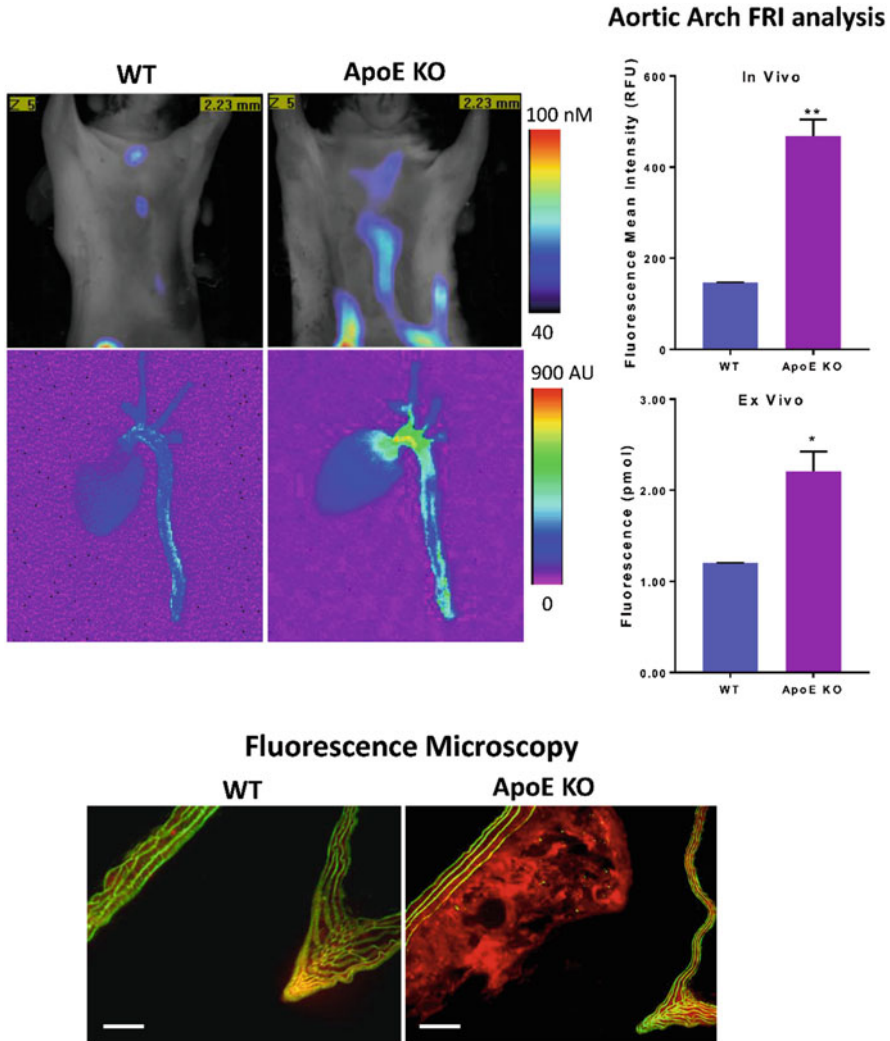 Aortic Arch FRI analysis
WT
ApoE KO
Z 5
2.23 mm
Z 5
2.23 mm
100 nM
40
900 AU
0
In Vivo
Fluorescence Mean Intensity (RFU)
600
400
200
0
**
WT
ApoE KO
Ex Vivo
Fluorescence (pmol)
3.00
2.00
1.00
0.00
*
WT
ApoE KO
Fluorescence Microscopy
WT
ApoE KO